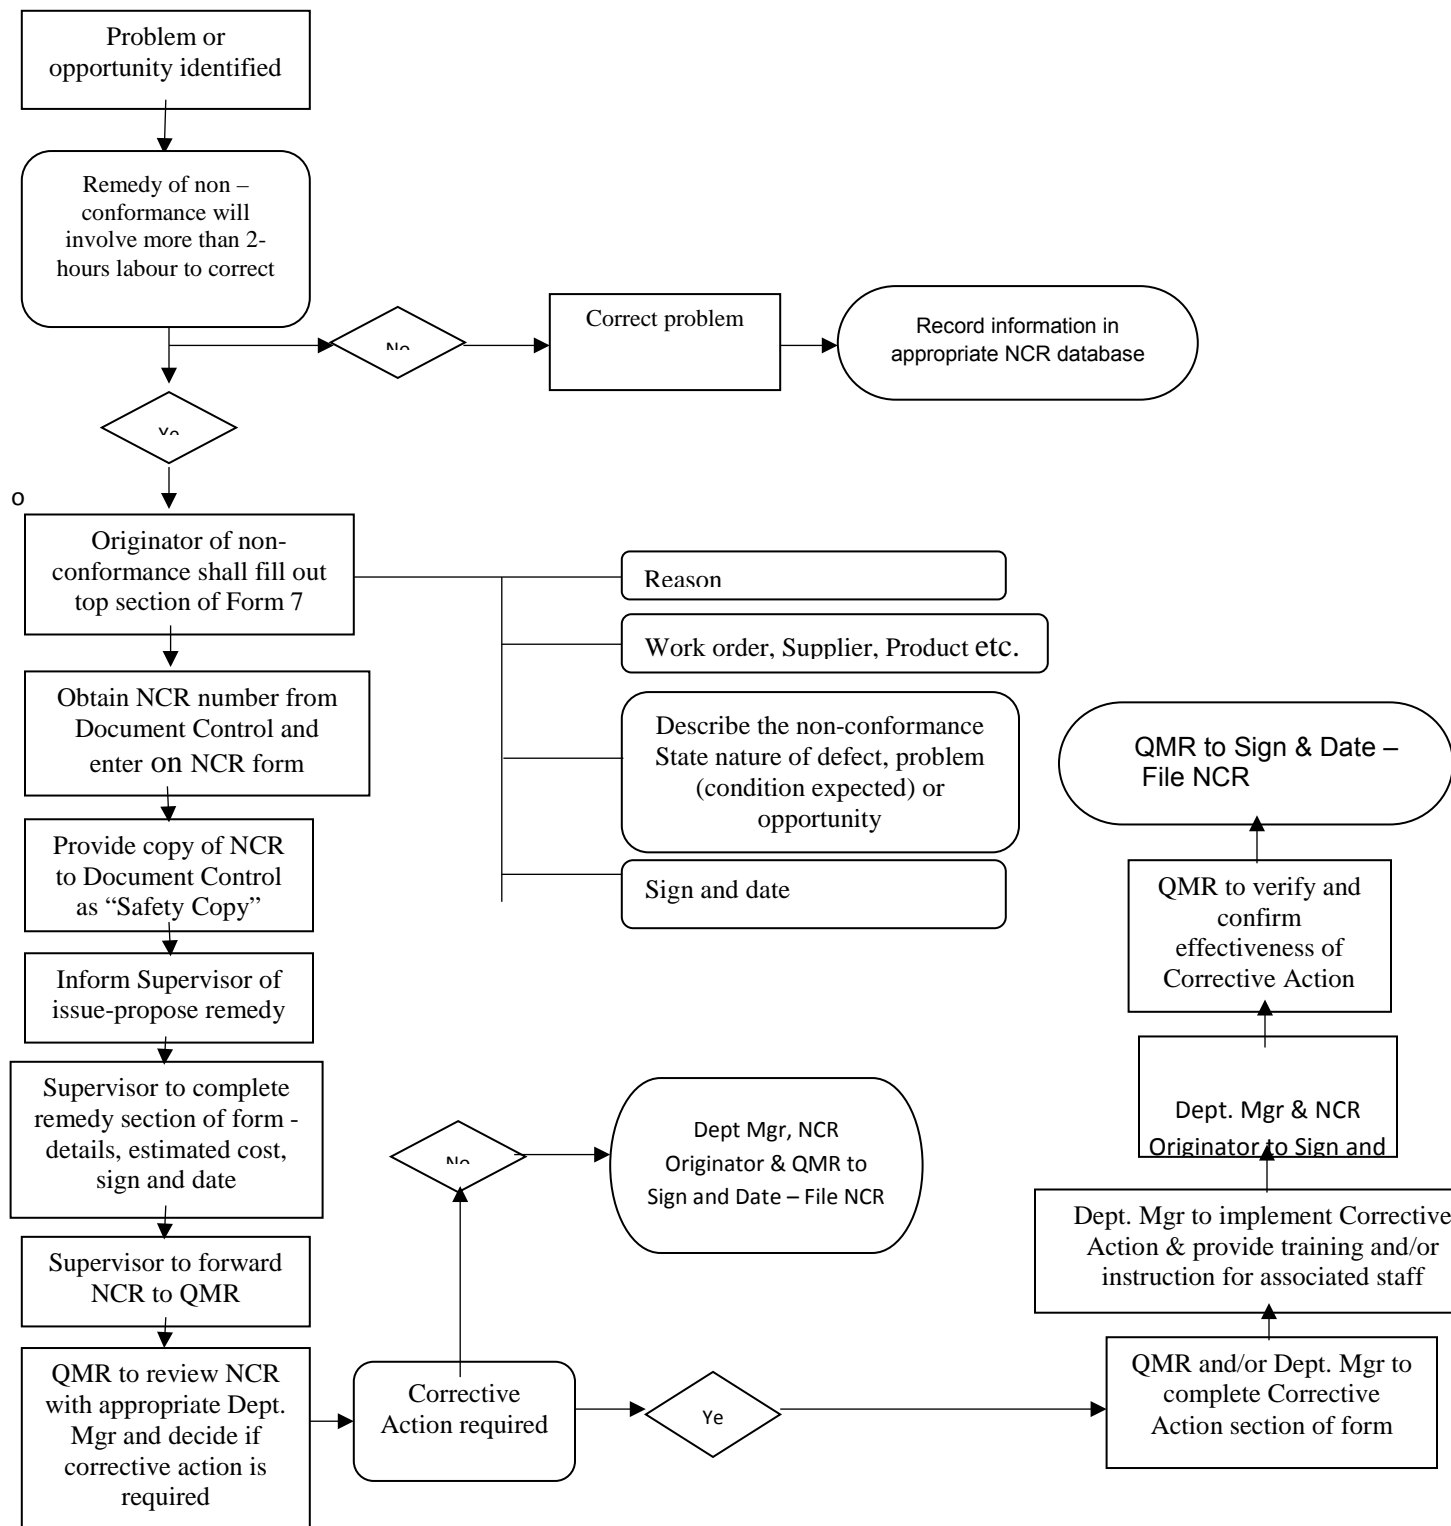 Problem or
opportunity identified
Remedy of non –
conformance will
involve more than 2-
hours labour to correct
No
Correct problem
Record information in
appropriate NCR database
Ye
o
Originator of non-
conformance shall fill out
top section of Form 7
Reason
Work order, Supplier, Product etc.
Describe the non-conformance
State nature of defect, problem
(condition expected) or
opportunity
Sign and date
Obtain NCR number from
Document Control and
enter on NCR form
Provide copy of NCR
to Document Control
as “Safety Copy”
Inform Supervisor of
issue-propose remedy
Supervisor to complete
remedy section of form -
details, estimated cost,
sign and date
Supervisor to forward
NCR to QMR
QMR to review NCR
with appropriate Dept.
Mgr and decide if
corrective action is
required
Corrective
Action required
No
Dept Mgr, NCR
Originator & QMR to
Sign and Date – File NCR
Ye
QMR and/or Dept. Mgr to
complete Corrective
Action section of form
Dept. Mgr to implement Corrective
Action & provide training and/or
instruction for associated staff
Dept. Mgr & NCR
Originator to Sign and
QMR to verify and
confirm
effectiveness of
Corrective Action
QMR to Sign & Date –
File NCR